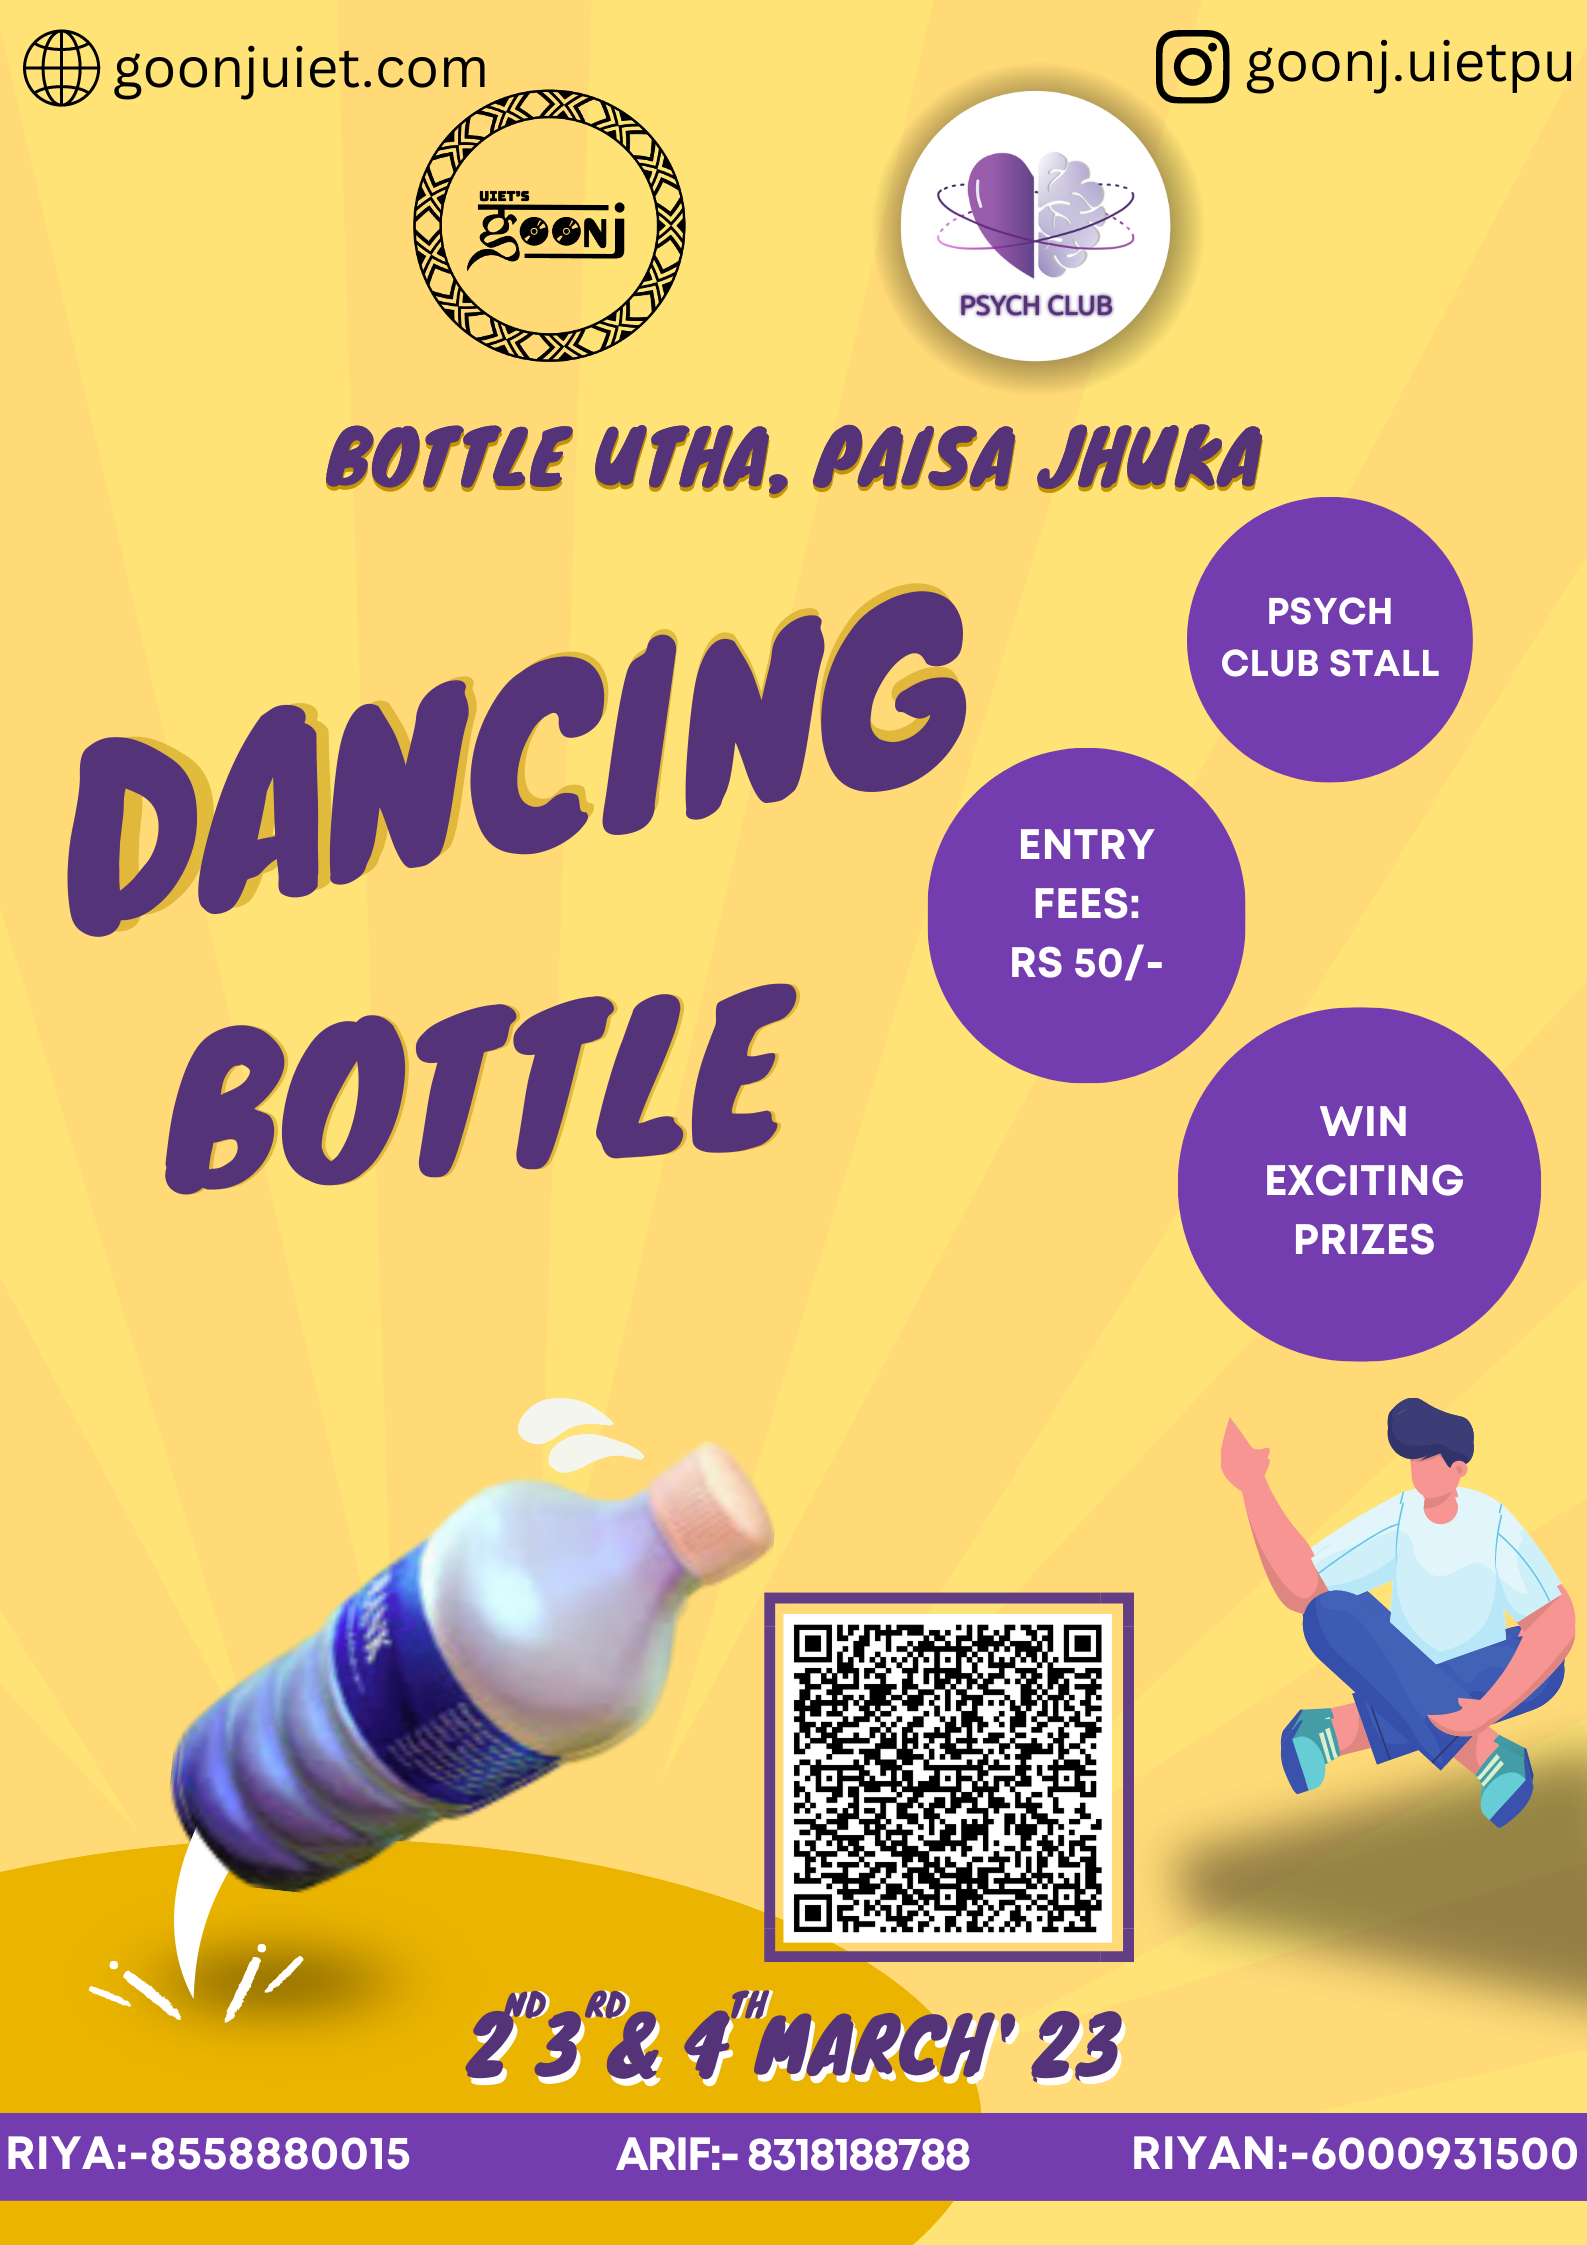 goonjuiet.com
goonj.uietpu
UIET'S
goonj
PSYCH CLUB
BOTTLE UTHA, PAISA JHUKA
DANCING
BOTTLE
PSYCH
CLUB STALL
ENTRY
FEES:
RS 50/-
WIN
EXCITING
PRIZES
2ND 3RD & 4TH MARCH' 23
RIYA:-8558880015
ARIF:- 8318188788
RIYAN:-6000931500